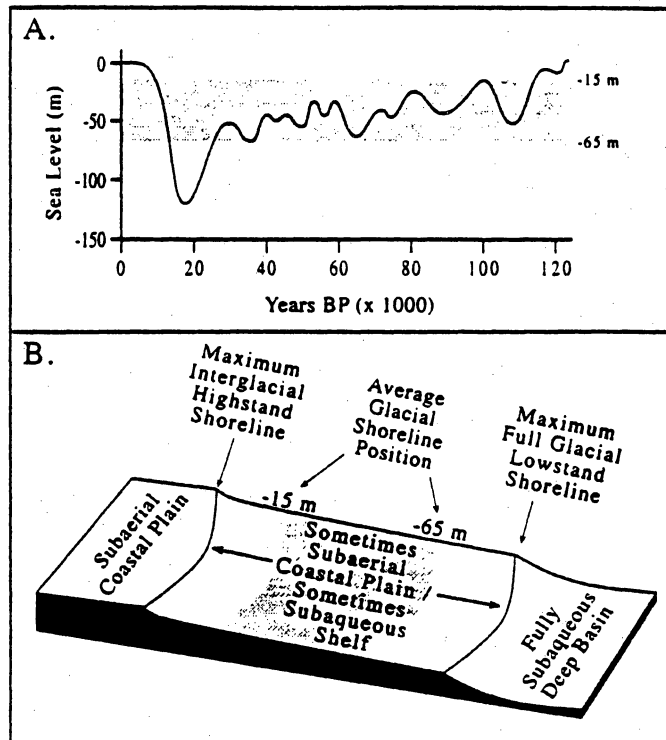 A.
0
-50
-100
-150
Sea Level (m)
-15 m
-65 m
0
20
40
60
80
100
120
Years BP (x 1000)
B.
Maximum
Interglacial
Highstand
Shoreline
Average
Glacial
Shoreline
Position
Maximum
Full Glacial
Lowstand
Shoreline
-15 m
-65 m
Subaerial
Coastal Plain
Sometimes
Subaerial
Coastal Plain /
Sometimes
Subaqueous
Shelf
Fully
Subaqueous
Deep Basin